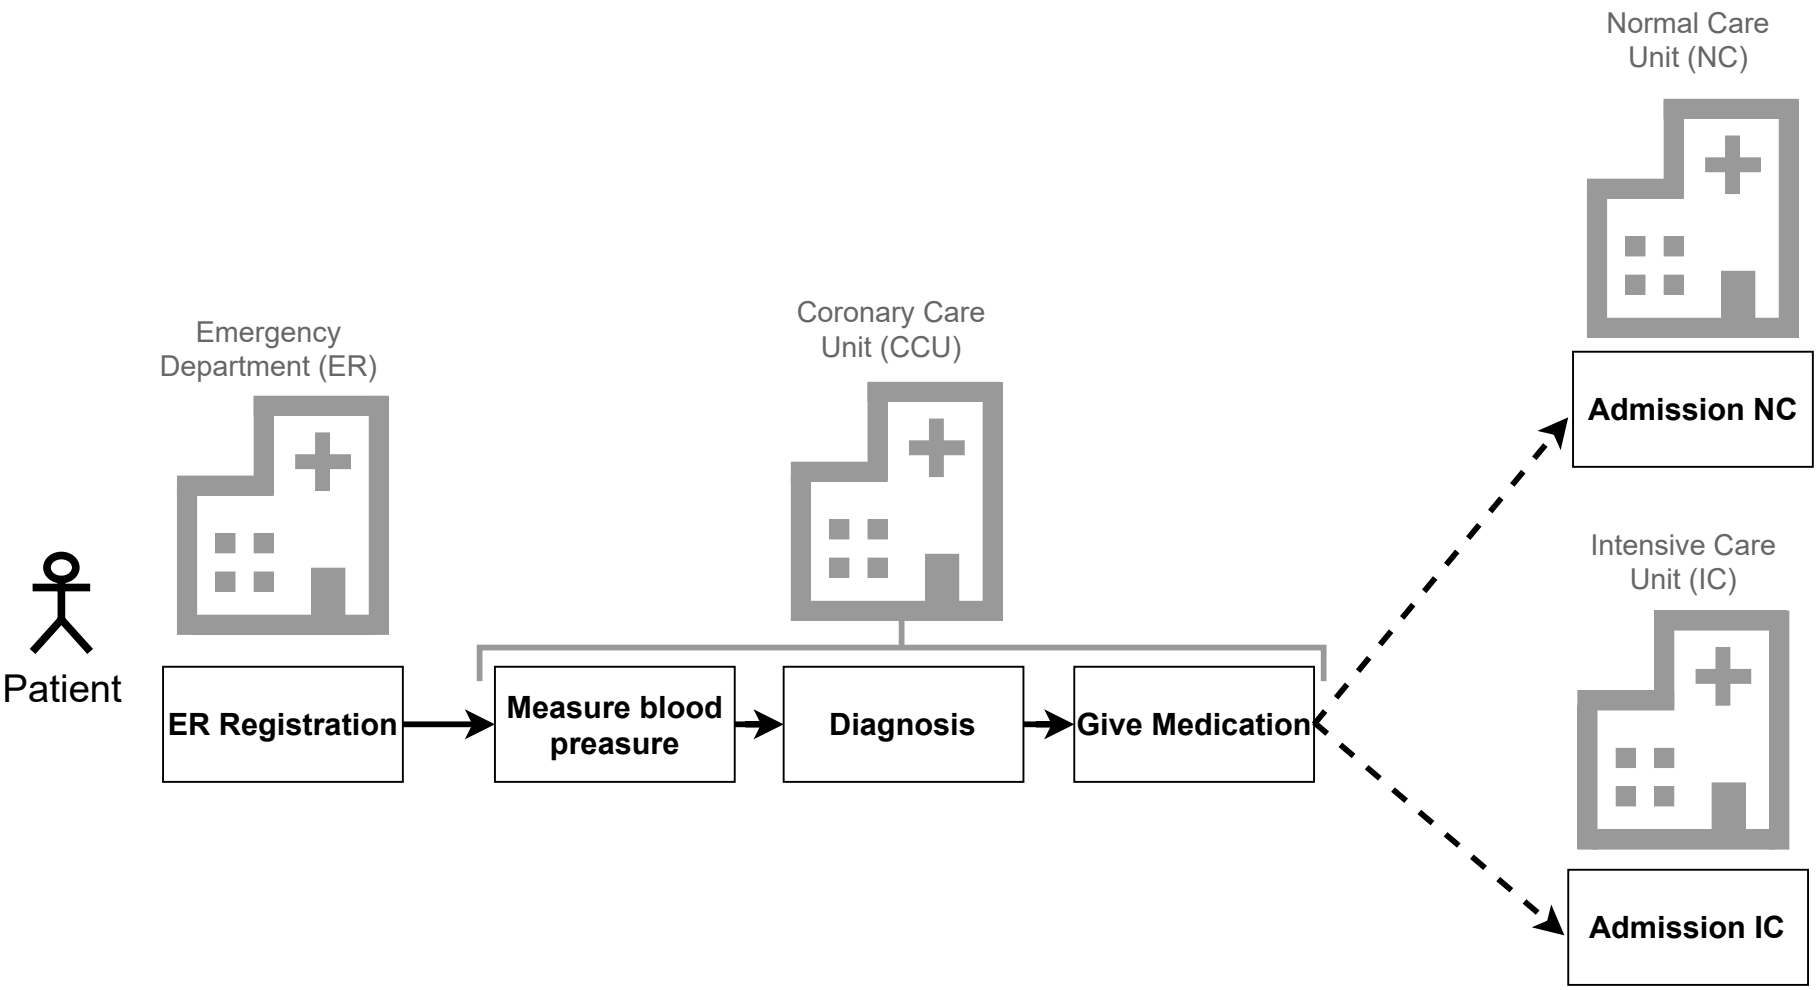 Normal Care
Unit (NC)
Admission NC
Coronary Care
Unit (CCU)
Emergency
Department (ER)
Patient
ER Registration
Measure blood
preasure
Diagnosis
Give Medication
Intensive Care
Unit (IC)
Admission IC